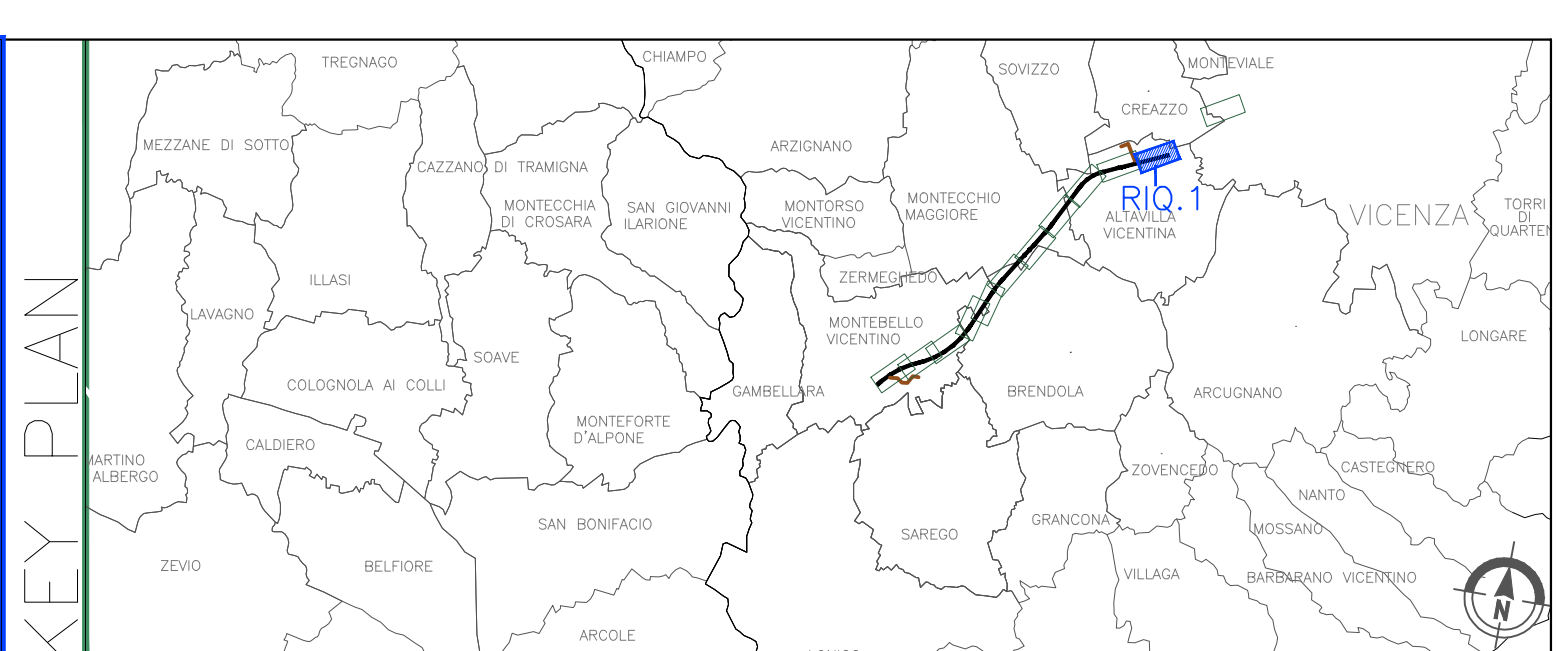 KEY PLAN
TREGNAGO
CHIAMPO
SOVIZZO
MONTEVIALE
CREAZZO
MEZZANE DI SOTTO
ARZIGNANO
CAZZANO DI TRAMIGNA
MONTECCHIA
DI CROSARA
SAN GIOVANNI
ILARIONE
MONTORSO
VICENTINO
MONTECCHIO
MAGGIORE
RIQ.1
ALTAVILLA
VICENTINA
VICENZA
TORRI
DI
QUARTE
ILLASI
ZERMEGHEDO
LAVAGNO
MONTEBELLO
VICENTINO
LONGARE
SOAVE
COLOGNOLA AI COLLI
GAMBELLARA
BRENDOLA
ARCUGNANO
MONTEFORTE
D'ALPONE
CALDIERO
MARTINO
ALBERGO
ZOVENCEDO
CASTEGNERO
NANTO
SAN BONIFACIO
SAREGO
GRANCONA
MOSSANO
ZEVIO
BELFIORE
VILLAGA
BARBARANO VICENTINO
N
ARCOLE